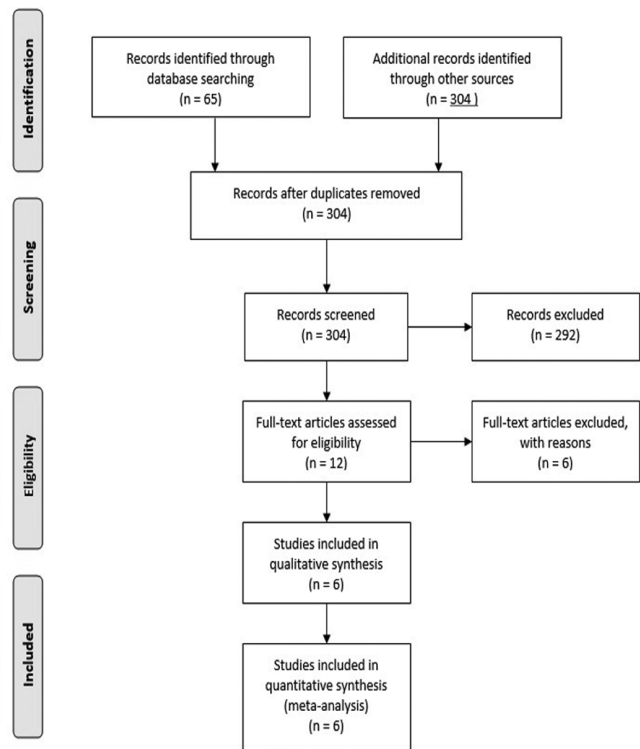 Identification
Records identified through
database searching
(n = 65)
Additional records identified
through other sources
(n = 304 )
Records after duplicates removed
(n = 304)
Screening
Records screened
(n = 304)
Records excluded
(n = 292)
Eligibility
Full-text articles assessed
for eligibility
(n = 12)
Full-text articles excluded,
with reasons
(n = 6)
Studies included in
qualitative synthesis
(n = 6)
Included
Studies included in
quantitative synthesis
(meta-analysis)
(n = 6)